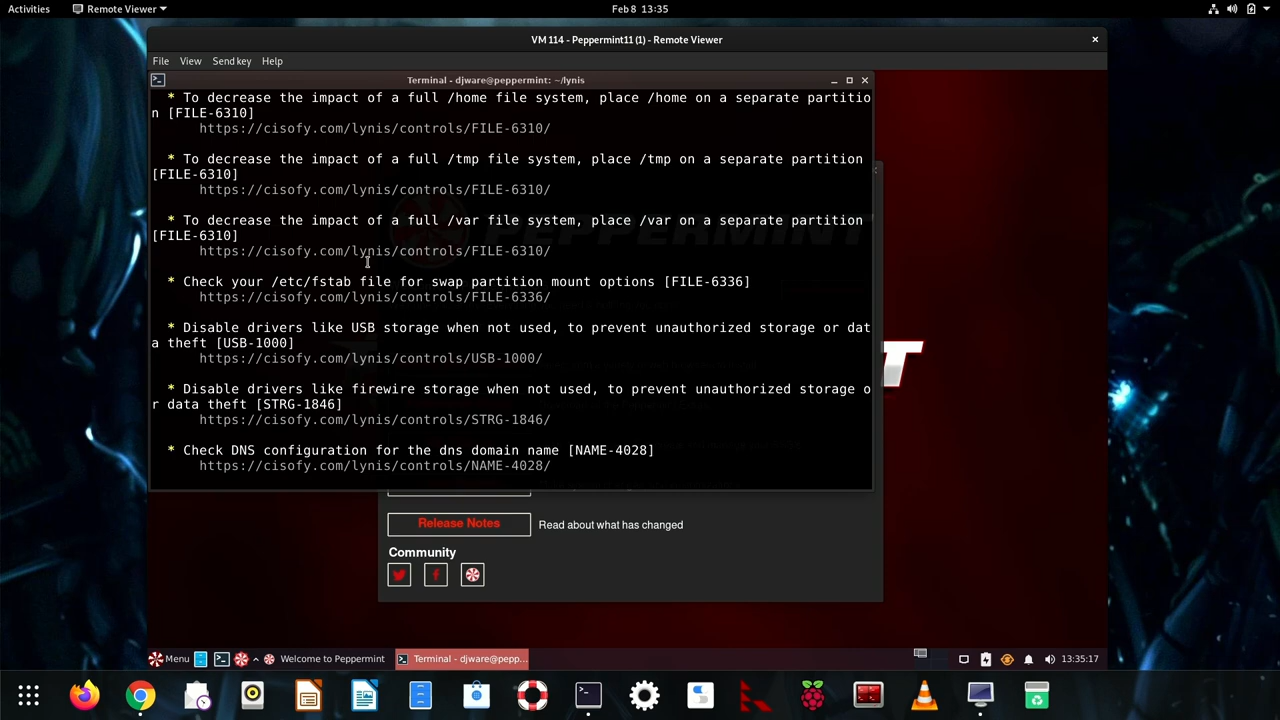 Activities Remote Viewer Feb 8 13:35
VM 114 - Peppermint11 (1) - Remote Viewer
File View Send key Help
Terminal - djware@peppermint: ~/lynis
* To decrease the impact of a full /home file system, place /home on a separate partitio
n [FILE-6310]
https://cisofy.com/lynis/controls/FILE-6310/
* To decrease the impact of a full /tmp file system, place /tmp on a separate partition
[FILE-6310]
https://cisofy.com/lynis/controls/FILE-6310/
* To decrease the impact of a full /var file system, place /var on a separate partition
[FILE-6310]
https://cisofy.com/lynis/controls/FILE-6310/
* Check your /etc/fstab file for swap partition mount options [FILE-6336]
https://cisofy.com/lynis/controls/FILE-6336/
* Disable drivers like USB storage when not used, to prevent unauthorized storage or dat
a theft [USB-1000]
https://cisofy.com/lynis/controls/USB-1000/
* Disable drivers like firewire storage when not used, to prevent unauthorized storage o
r data theft [STRG-1846]
https://cisofy.com/lynis/controls/STRG-1846/
* Check DNS configuration for the dns domain name [NAME-4028]
https://cisofy.com/lynis/controls/NAME-4028/
PEPPERMINT
Release Notes Read about what has changed
Community
Menu Welcome to Peppermint Terminal - djware@pepp... 13:35:17